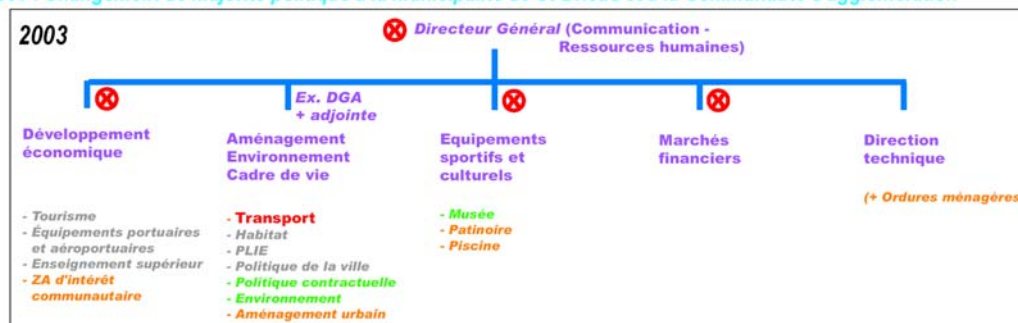 2003
Directeur Général (Communication -
Ressources humaines)
Ex. DGA
+ adjointe
Développement
économique
Aménagement
Environnement
Cadre de vie
Equipements
sportifs et
culturels
Marchés
financiers
Direction
technique
(+ Ordures ménagères)
- Tourisme
- Équipements portuaires
et aéroportuaires
- Enseignement supérieur
- ZA d'intérêt
communautaire
- Transport
- Habitat
- PLIE
- Politique de la ville
- Politique contractuelle
- Environnement
- Aménagement urbain
- Musée
- Patinoire
- Piscine